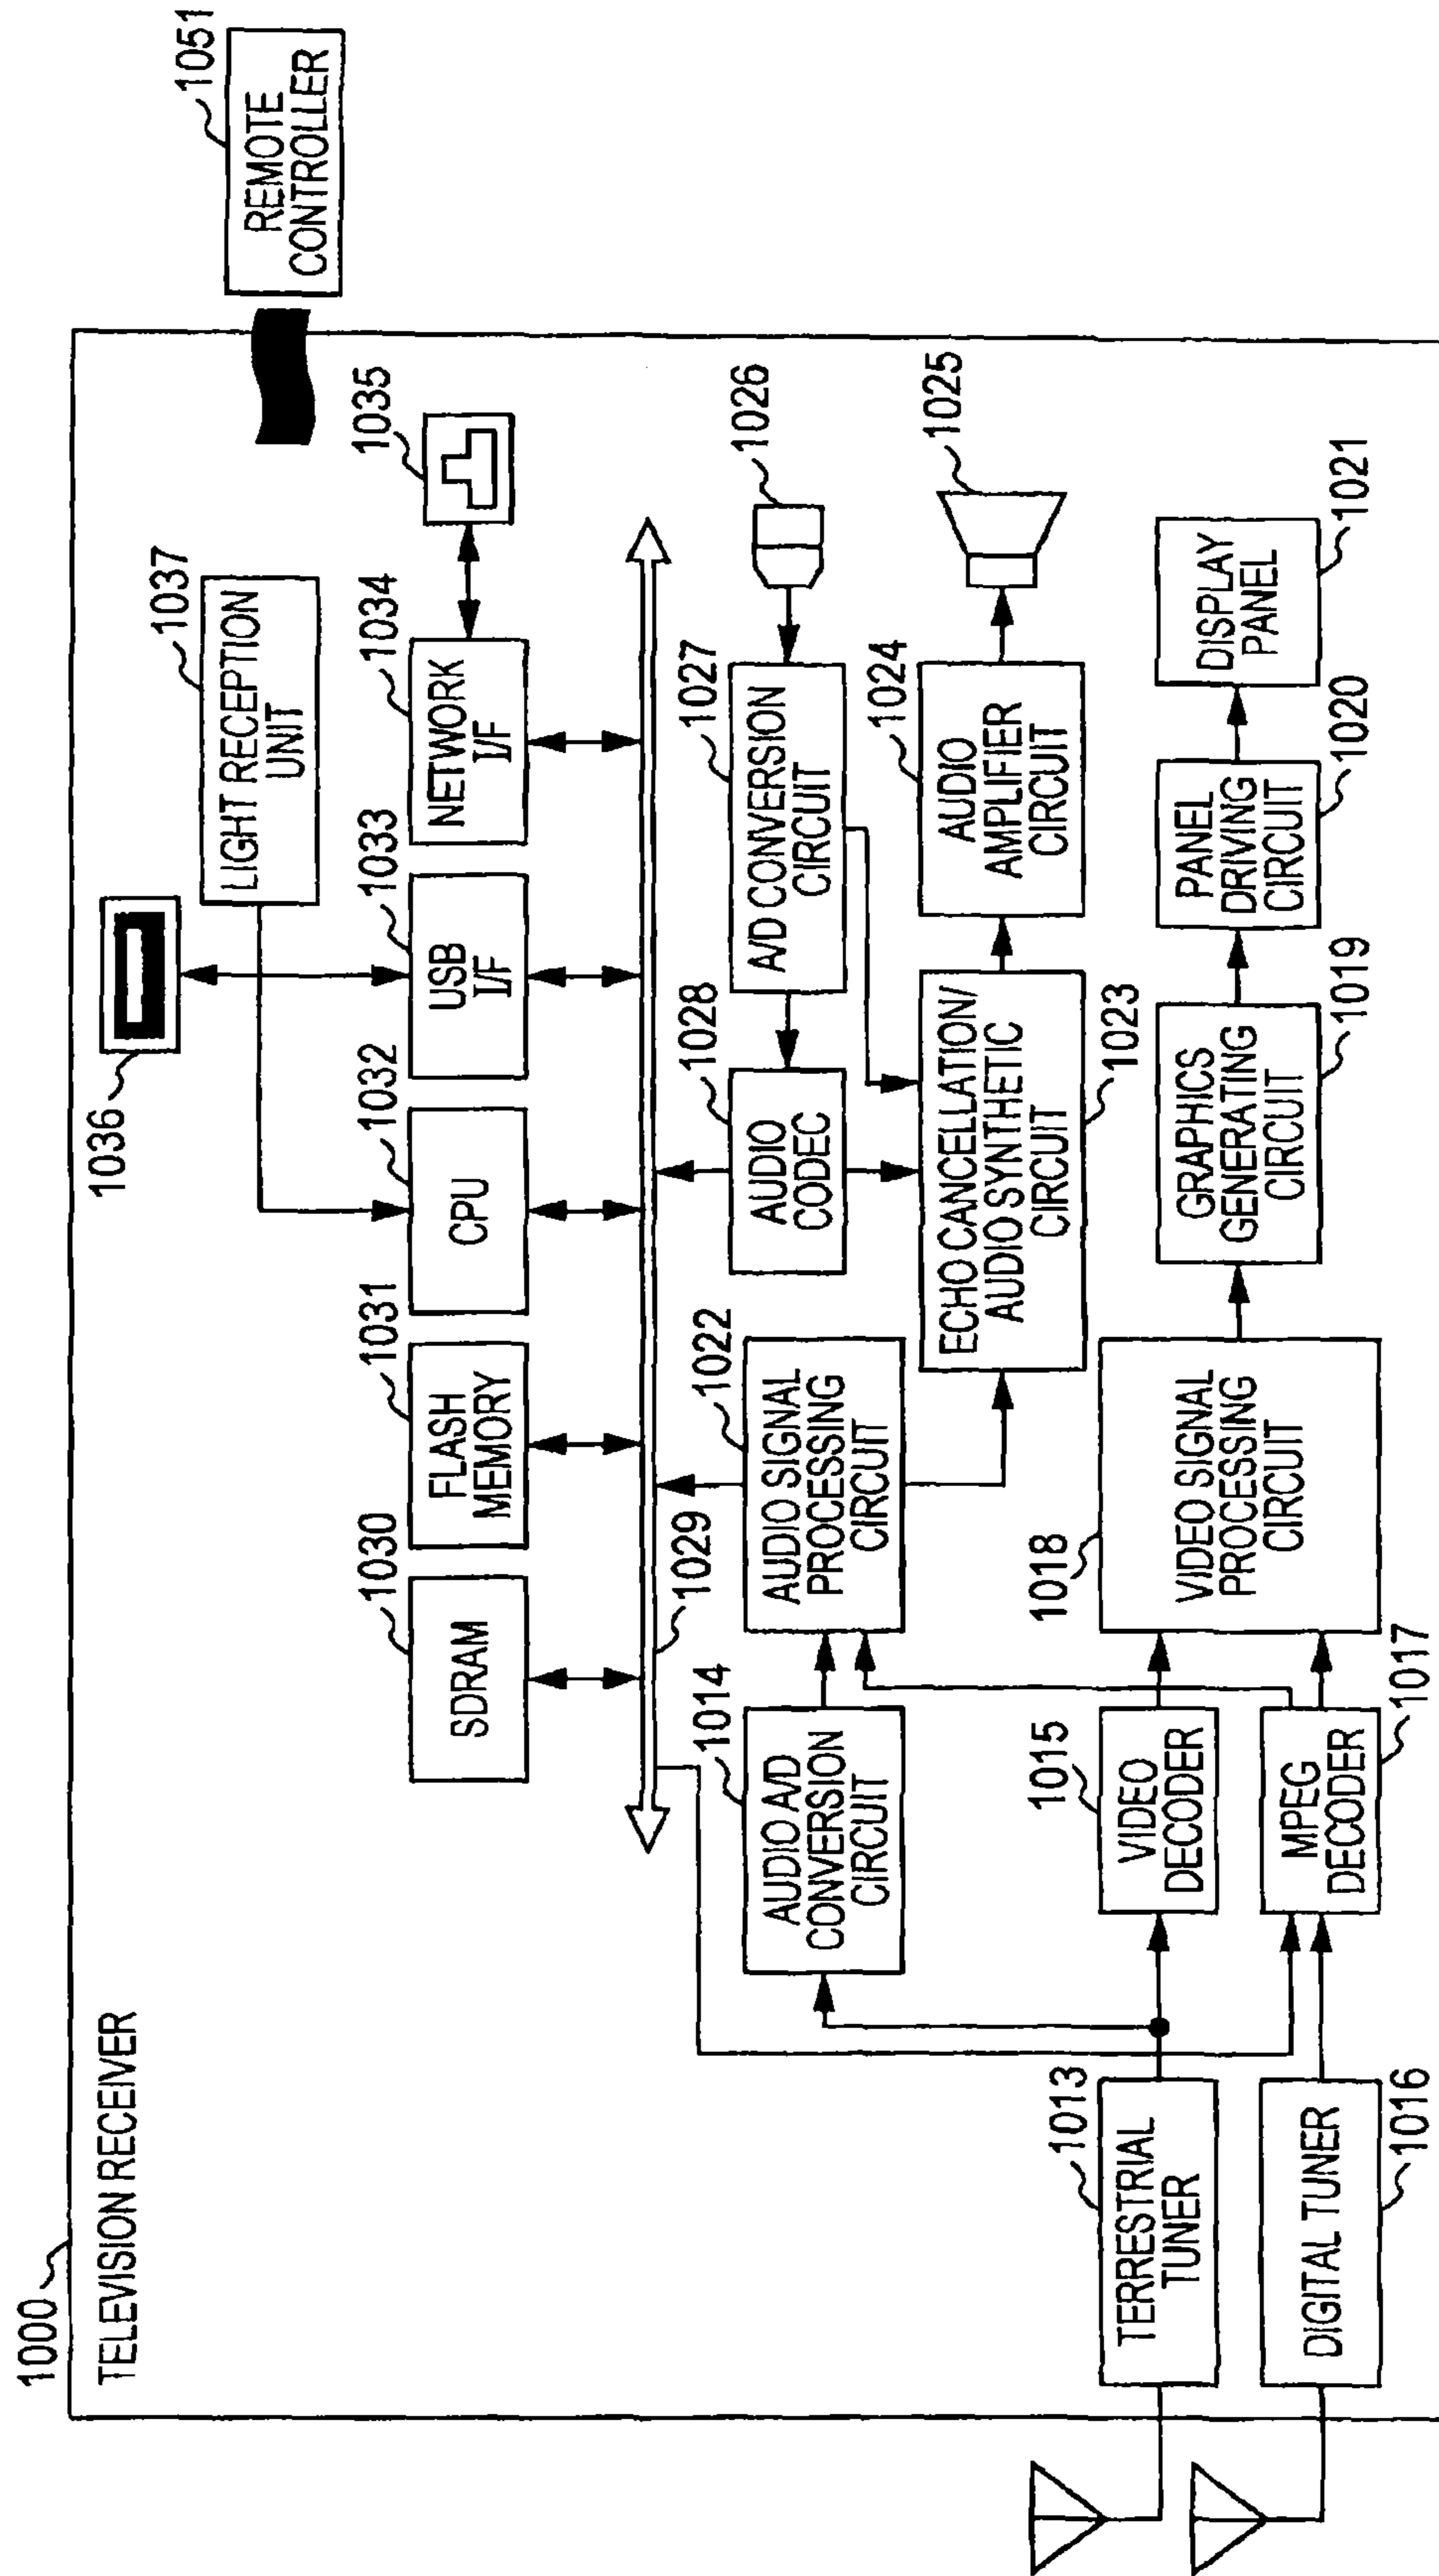 1000
TELEVISION RECEIVER
1051
REMOTE
CONTROLLER
1036
1037
LIGHT RECEPTION
UNIT
1030
SDRAM
1031
FLASH
MEMORY
1032
CPU
1033
USB
I/F
1034
NETWORK
I/F
1035
1029
1014
AUDIO A/D
CONVERSION
CIRCUIT
1022
AUDIO SIGNAL
PROCESSING
CIRCUIT
1028
AUDIO
CODEC
1027
A/D CONVERSION
CIRCUIT
1026
ECHO CANCELLATION/
AUDIO SYNTHETIC
CIRCUIT
1023
1024
AUDIO
AMPLIFIER
CIRCUIT
1025
1013
TERRESTRIAL
TUNER
1015
VIDEO
DECODER
1018
VIDEO SIGNAL
PROCESSING
CIRCUIT
GRAPHICS
GENERATING
CIRCUIT
1019
PANEL
DRIVING
CIRCUIT
1020
DISPLAY
PANEL
1021
DIGITAL TUNER
1016
MPEG
DECODER
1017